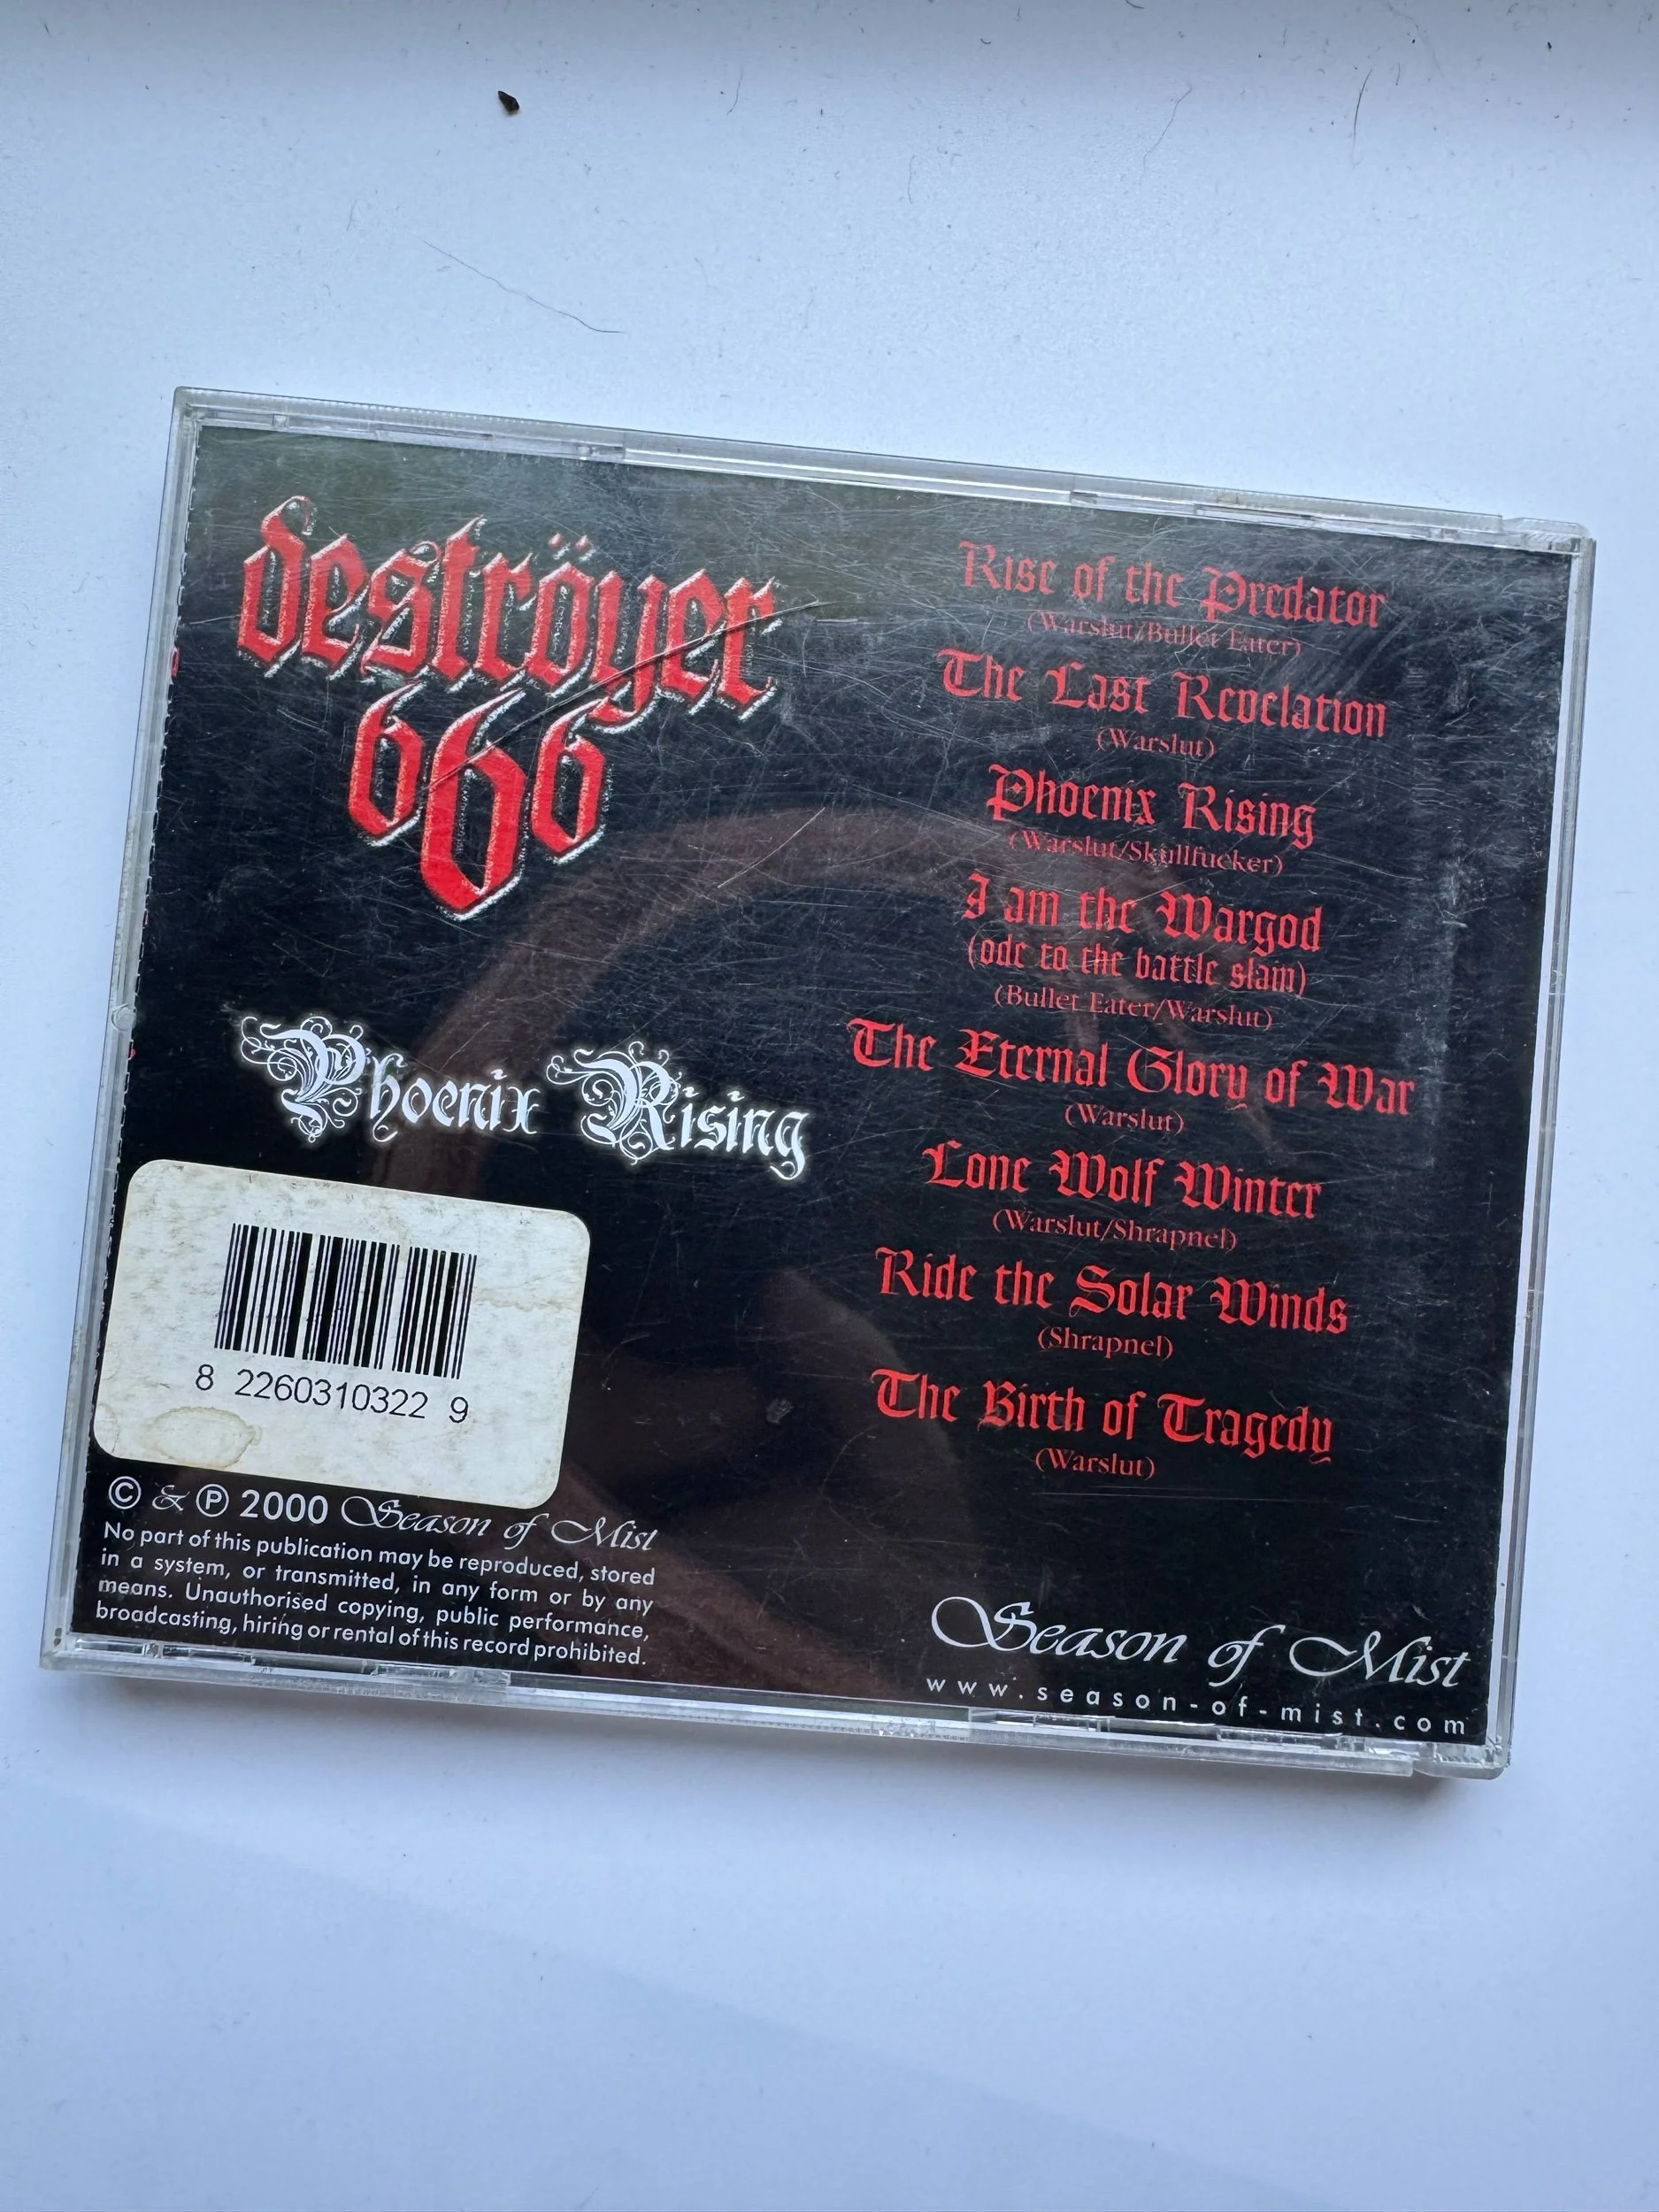 deströyer
666
Phoenix Rising
Rise of the Predator
(Warslut/Bullet Eater)
The Last Revelation
(Warslut)
Phoenix Rising
(Warslut/Skullfucker)
I am the Wargod
(ode to the battle slain)
(Bullet Eater/Warslut)
The Eternal Glory of War
(Warslut)
Lone Wolf Winter
(Warslut/Shrapnel)
Ride the Solar Winds
(Shrapnel)
The Birth of Tragedy
(Warslut)
8 2260310322 9
© & ℗ 2000 Season of Mist
No part of this publication may be reproduced, stored
in a system, or transmitted, in any form or by any
means. Unauthorised copying, public performance,
broadcasting, hiring or rental of this record prohibited.
Season of Mist
www.season-of-mist.com